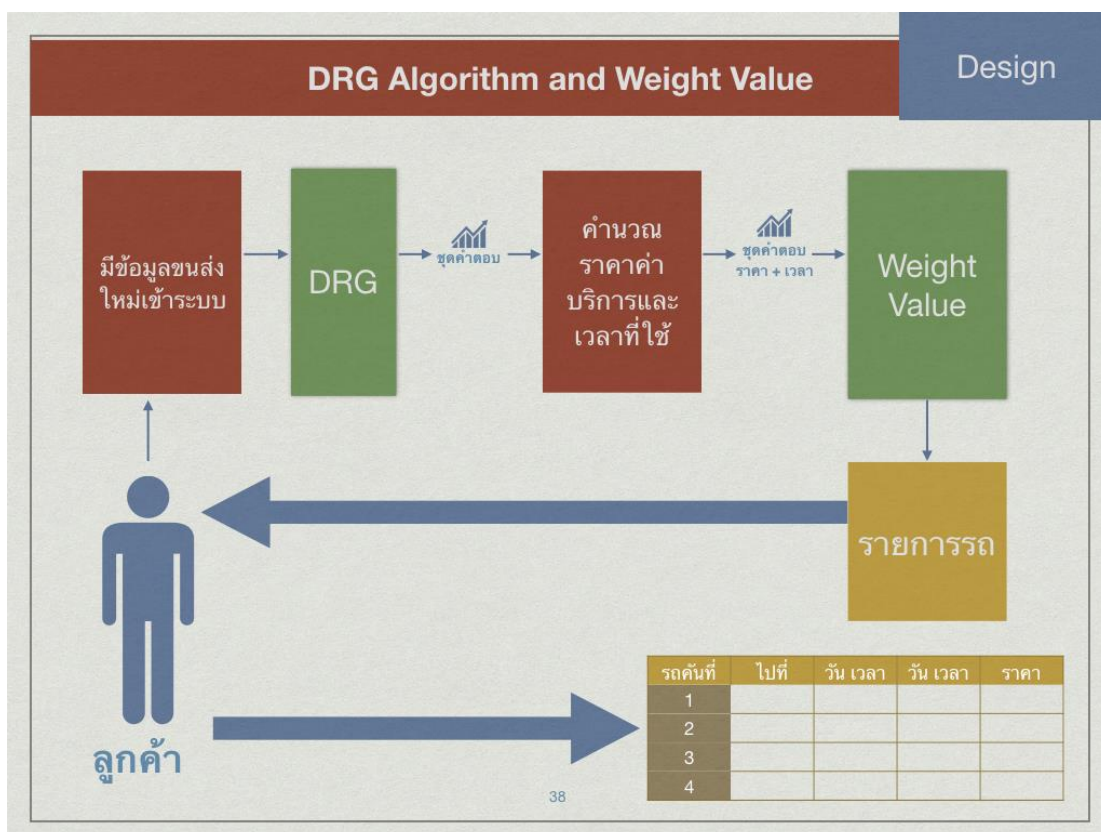 DRG Algorithm and Weight Value
Design
มีข้อมูลขนส่ง
ใหม่เข้าระบบ
DRG
ชุดคำตอบ
คำนวณ
ราคาค่า
บริการและ
เวลาที่ใช้
ชุดคำตอบ
ราคา + เวลา
Weight
Value
รายการรถ
ลูกค้า
รถคันที่ ไปที่ วัน เวลา วัน เวลา ราคา
1
2
3
4
38